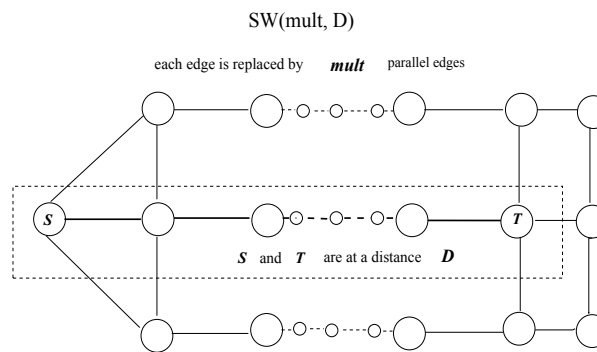 SW(mult, D)
each edge is replaced by mult parallel edges
S T
S and T are at a distance D